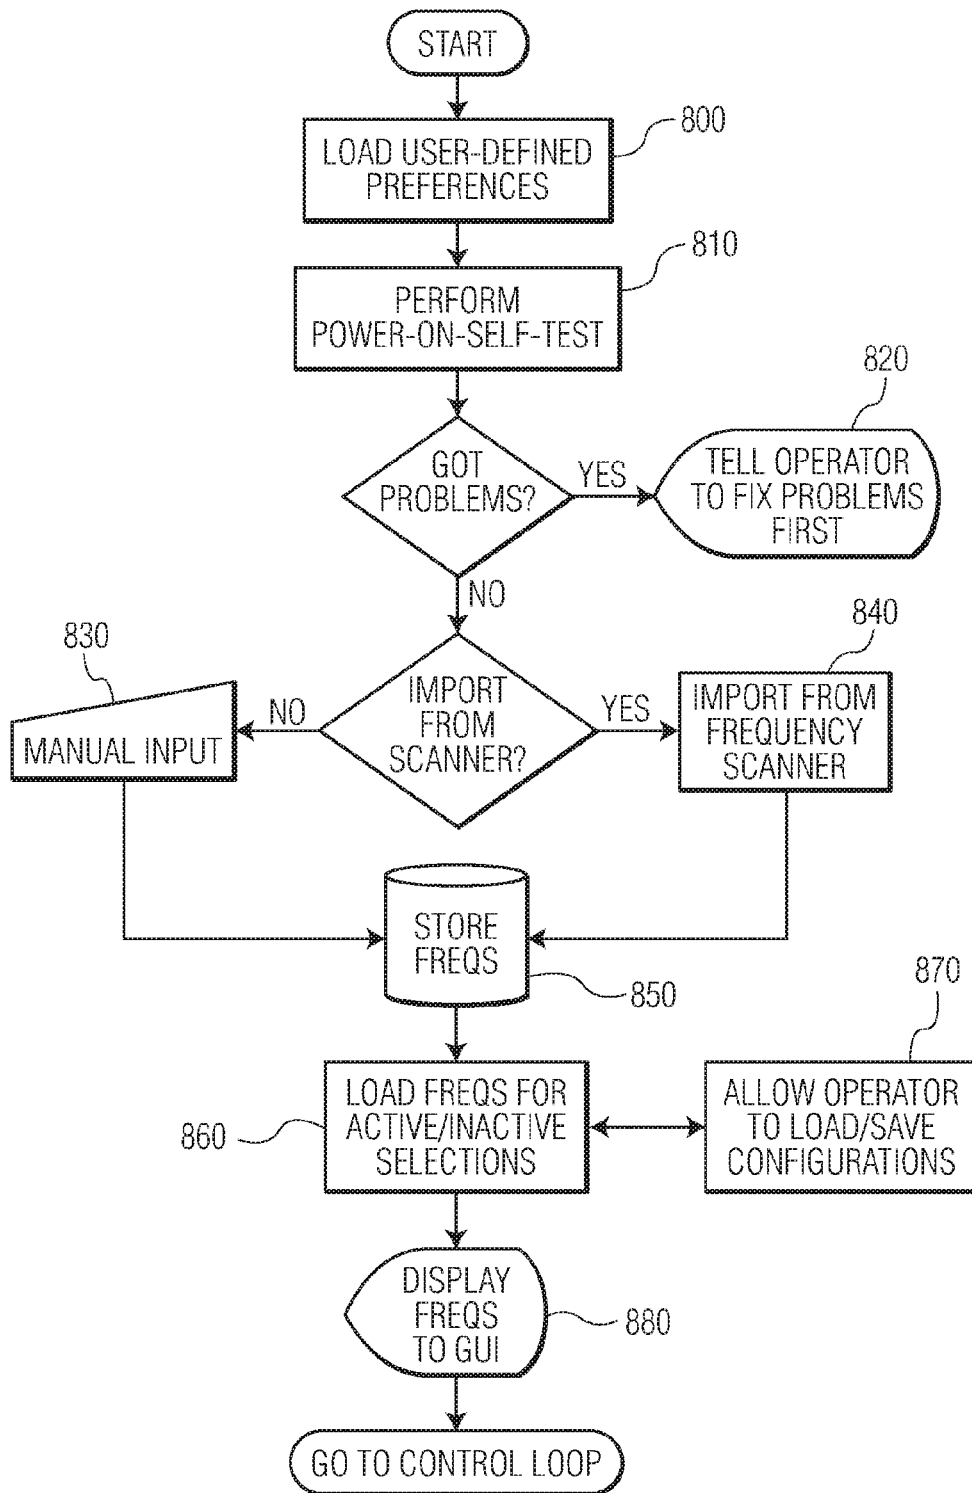 START
800
LOAD USER-DEFINED
PREFERENCES
810
PERFORM
POWER-ON-SELF-TEST
820
GOT
PROBLEMS?
YES
TELL OPERATOR
TO FIX PROBLEMS
FIRST
NO
830
840
MANUAL INPUT
NO
IMPORT
FROM
SCANNER?
YES
IMPORT FROM
FREQUENCY
SCANNER
STORE
FREQS
850
870
860
LOAD FREQS FOR
ACTIVE/INACTIVE
SELECTIONS
ALLOW OPERATOR
TO LOAD/SAVE
CONFIGURATIONS
DISPLAY
FREQS
TO GUI
880
GO TO CONTROL LOOP